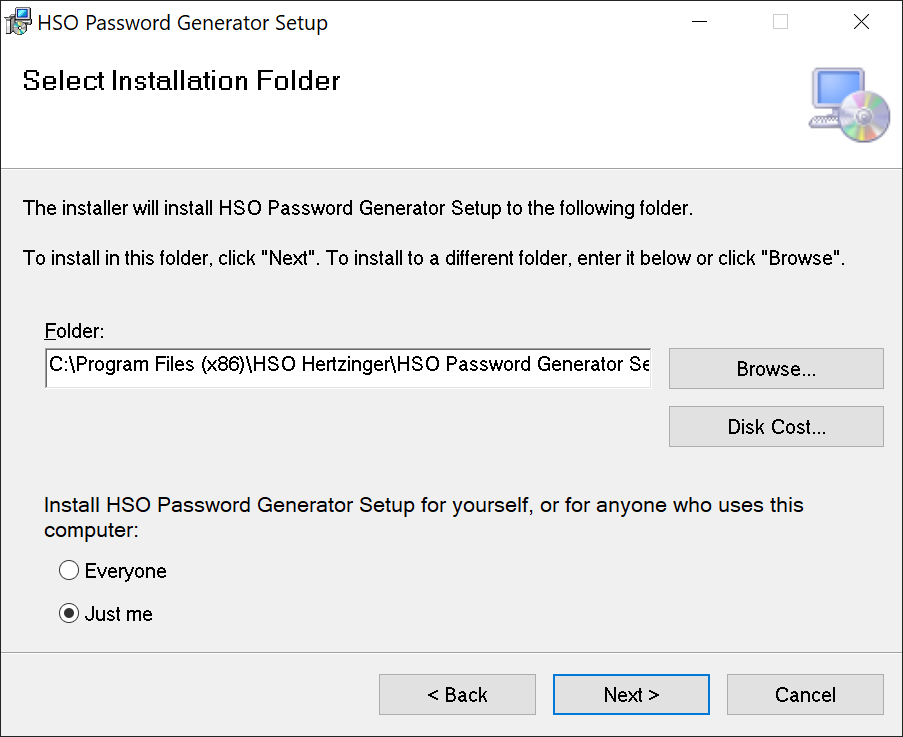 HSO Password Generator Setup
Select Installation Folder
The installer will install HSO Password Generator Setup to the following folder.
To install in this folder, click "Next". To install to a different folder, enter it below or click "Browse".
Folder:
C:\Program Files (x86)\HSO Hertzinger\HSO Password Generator Se
Browse...
Disk Cost...
Install HSO Password Generator Setup for yourself, or for anyone who uses this
computer:
Everyone
Just me
< Back
Next >
Cancel